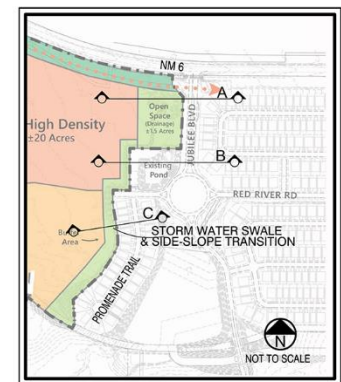 NM 6
A
Open
Space
(Drainage)
±1.5 Acres
JUBILEE BLVD
High Density
±20 Acres
B
Existing
Pond
RED RIVER RD
C
STORM WATER SWALE
& SIDE-SLOPE TRANSITION
Area
PROMENADE TRAIL
N
NOT TO SCALE